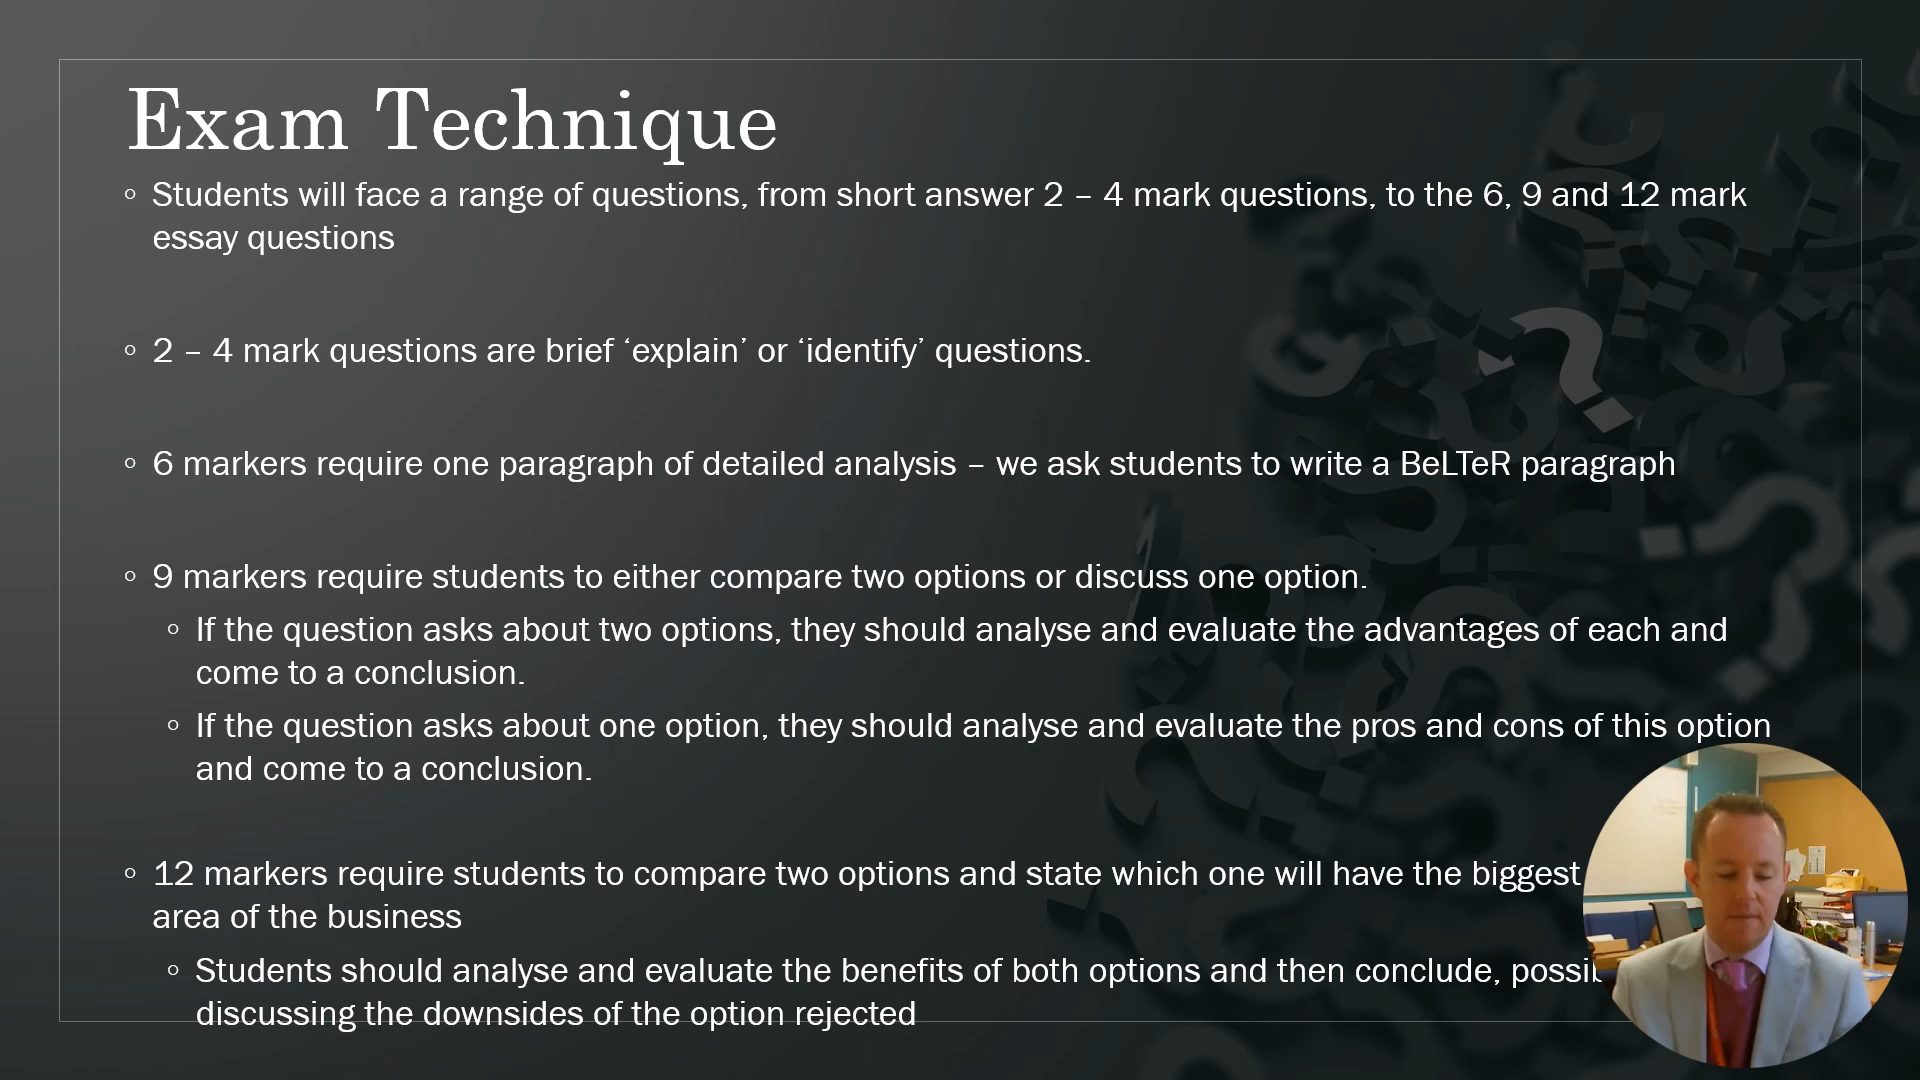 Exam Technique
Students will face a range of questions, from short answer 2 – 4 mark questions, to the 6, 9 and 12 mark
essay questions
2 – 4 mark questions are brief ‘explain’ or ‘identify’ questions.
6 markers require one paragraph of detailed analysis – we ask students to write a BeLTeR paragraph
9 markers require students to either compare two options or discuss one option.
If the question asks about two options, they should analyse and evaluate the advantages of each and
come to a conclusion.
If the question asks about one option, they should analyse and evaluate the pros and cons of this option
and come to a conclusion.
12 markers require students to compare two options and state which one will have the biggest
area of the business
Students should analyse and evaluate the benefits of both options and then conclude,
discussing the downsides of the option rejected